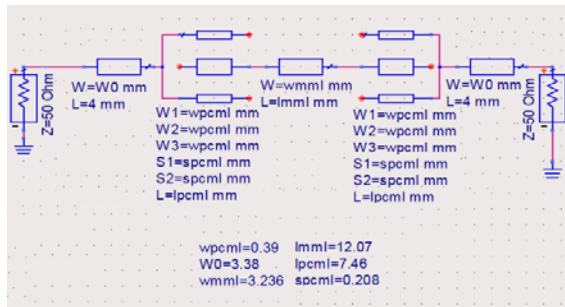 Z=50 Ohm
W=W0 mm
L=4 mm
W1=wpcml mm
W2=wpcml mm
W3=wpcml mm
S1=spcml mm
S2=spcml mm
L=lpcml mm
W=wmml mm
L=lmml mm
W1=wpcml mm
W2=wpcml mm
W3=wpcml mm
S1=spcml mm
S2=spcml mm
L=lpcml mm
W=W0 mm
L=4 mm
Z=50 Ohm
wpcml=0.39 lmml=12.07
W0=3.38 lpcml=7.46
wmml=3.236 spcml=0.208